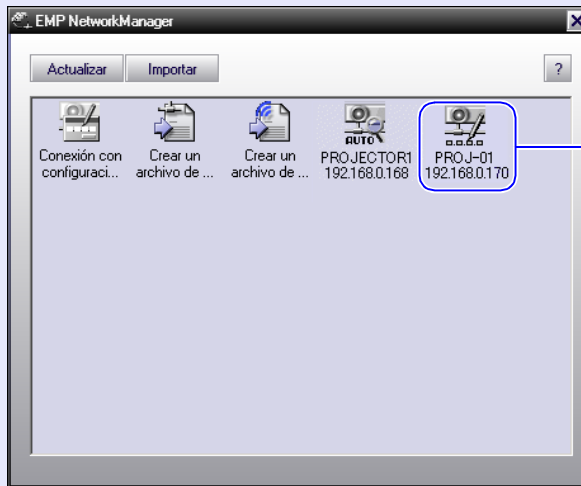 EMP NetworkManager
Actualizar
Importar
?
Conexión con
configuraci...
Crear un
archivo de ...
Crear un
archivo de ...
AUTO
PROJECTOR1
192.168.0.168
PROJ-01
192.168.0.170